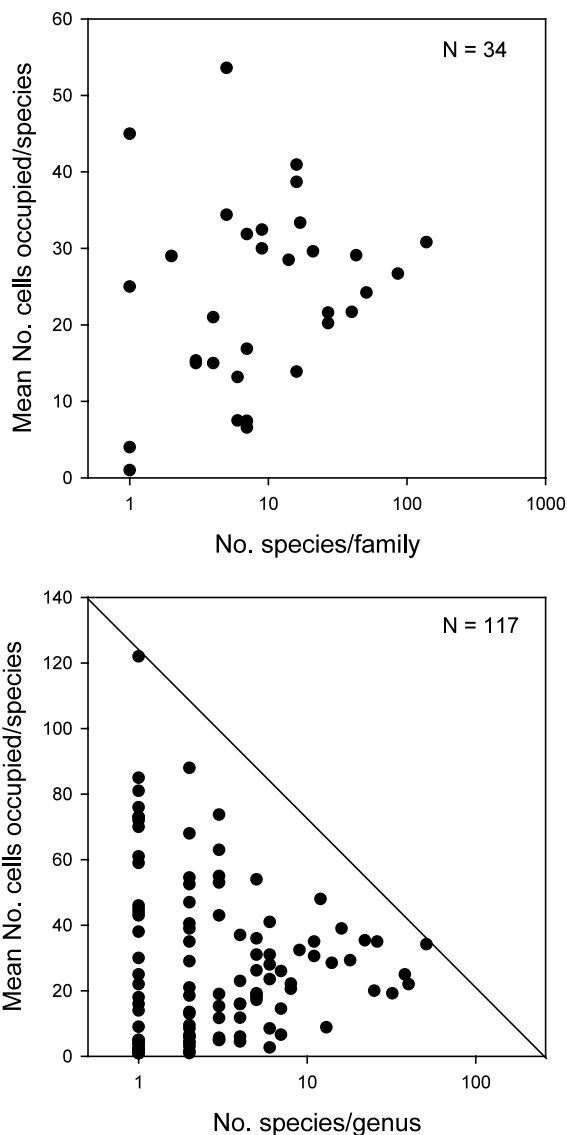 60
N = 34
50
40
30
20
10
0
Mean No. cells occupied/species
1 10 100 1000
No. species/family
140
N = 117
120
100
80
60
40
20
0
Mean No. cells occupied/species
1 10 100
No. species/genus